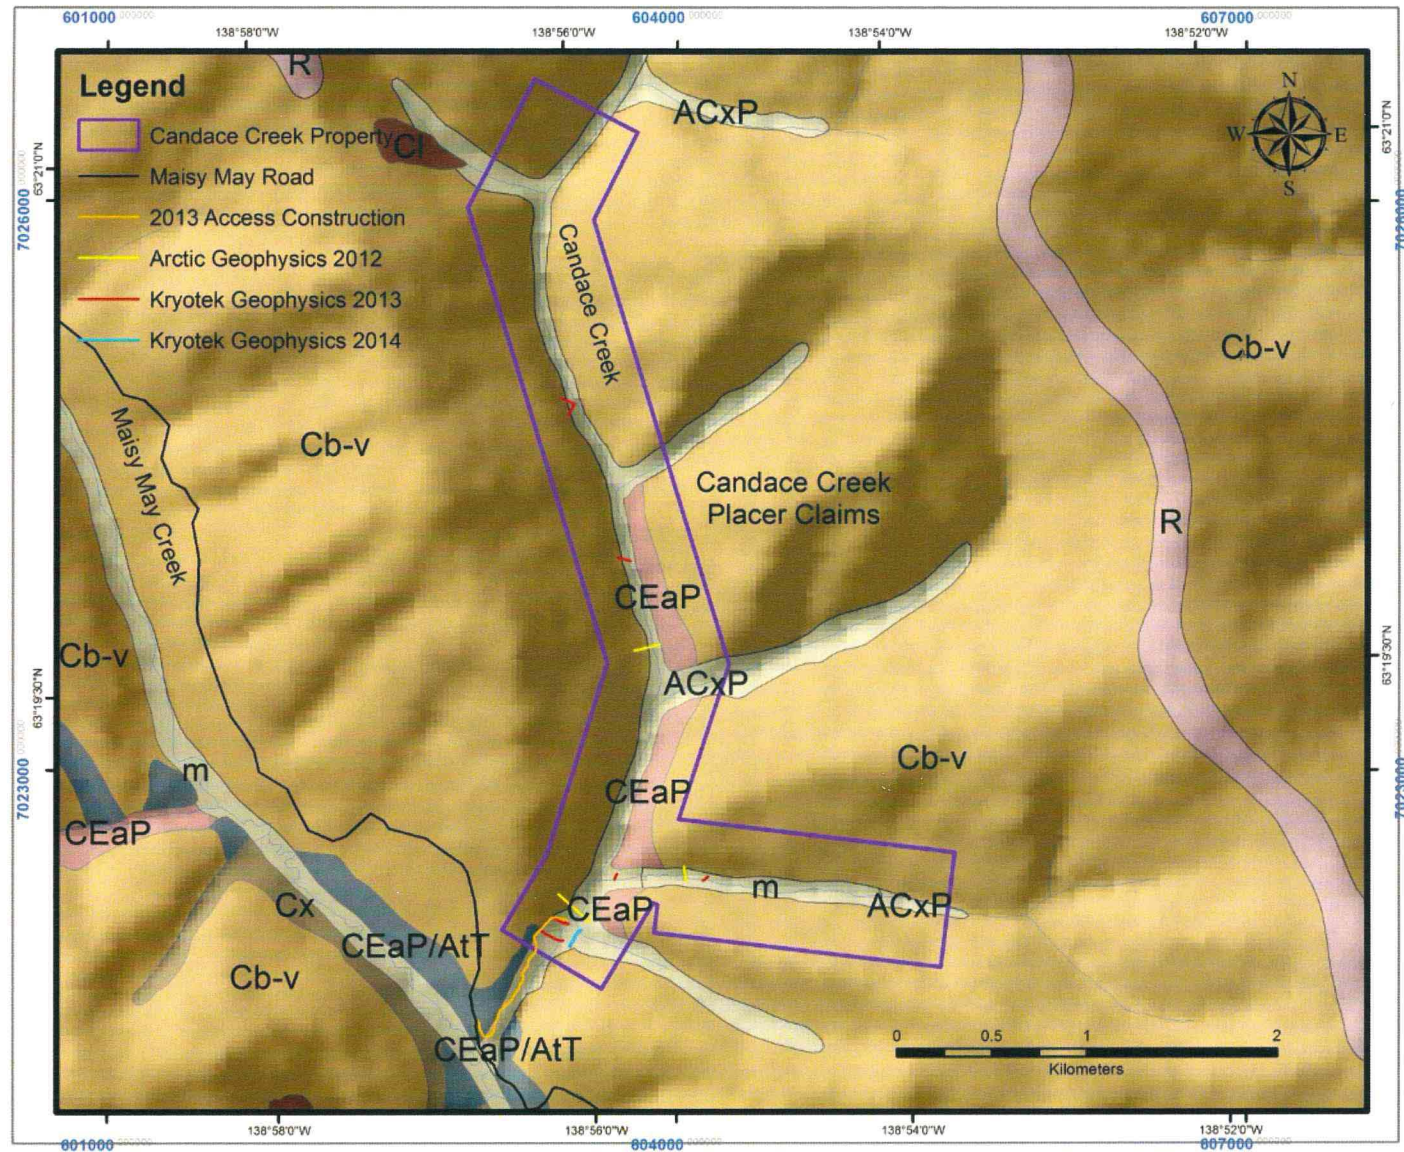 601000 604000 607000
138°58'0"W 138°56'0"W 138°54'0"W 138°52'0"W
Legend
Candace Creek Property
Maisy May Road
2013 Access Construction
Arctic Geophysics 2012
Kryotek Geophysics 2013
Kryotek Geophysics 2014
R
Cl
ACxP
N
W E
S
63°21'0"N
63°21'0"N
7026000
7026000
Candace Creek
Cb-v
Cb-v
Maisy May Creek
Candace Creek
Placer Claims
R
CEaP
Cb-v
ACxP
63°19'30"N
63°19'30"N
Cb-v
m
7023000
7023000
CEaP
CEaP
m
Cx
CEaP
ACxP
CEaP/AtT
Cb-v
CEaP/AtT
0 0.5 1 2
Kilometers
138°58'0"W 138°56'0"W 138°54'0"W 138°52'0"W
601000 604000 607000